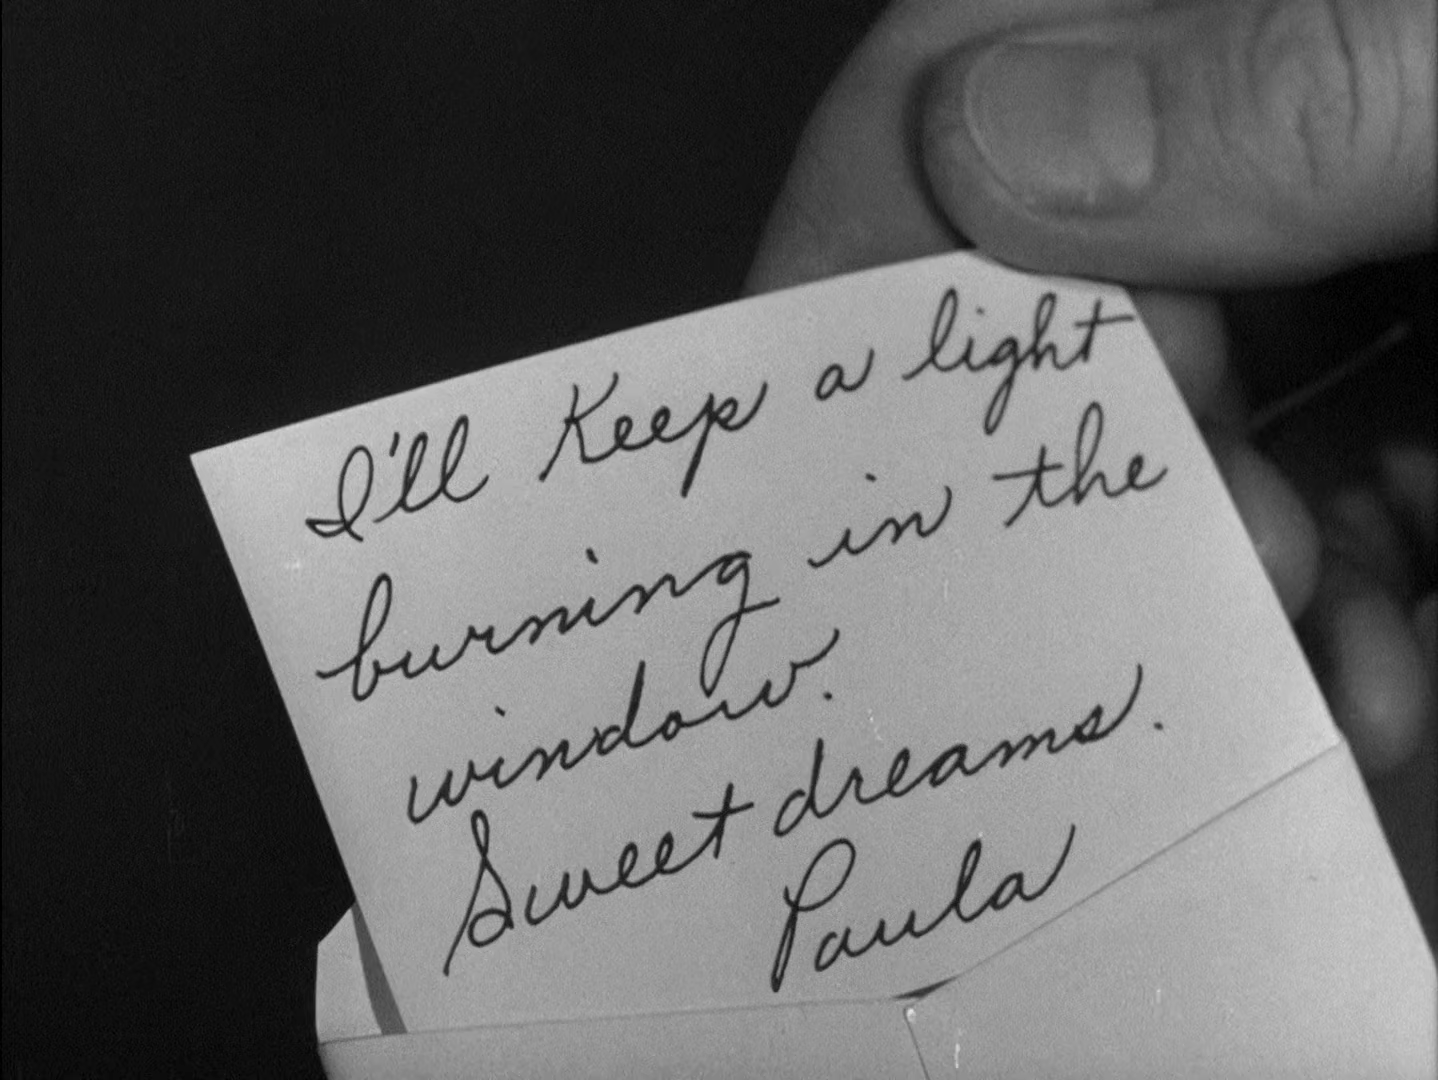 I'll Keep a light
burning in the
window.
Sweet dreams.
Paula